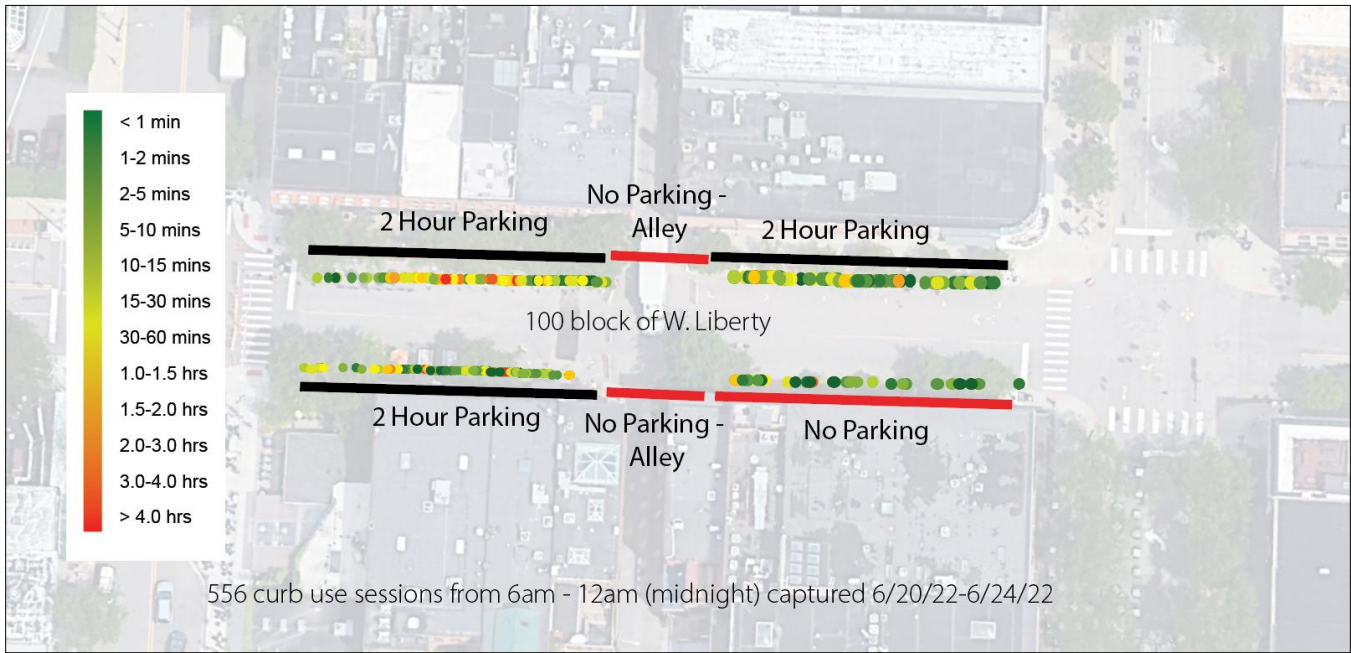 < 1 min
1-2 mins
2-5 mins
5-10 mins
10-15 mins
15-30 mins
30-60 mins
1.0-1.5 hrs
1.5-2.0 hrs
2.0-3.0 hrs
3.0-4.0 hrs
> 4.0 hrs
2 Hour Parking
No Parking -
Alley
2 Hour Parking
100 block of W. Liberty
2 Hour Parking
No Parking -
Alley
No Parking
556 curb use sessions from 6am - 12am (midnight) captured 6/20/22-6/24/22